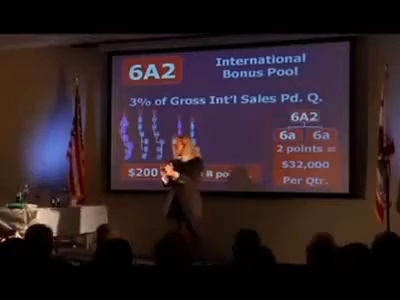 6A2
International
Bonus Pool
3% of Gross Int'l Sales Pd. Q.
6A2
6a 6a
2 points =
$32,000
Per Qtr.
$200
B po